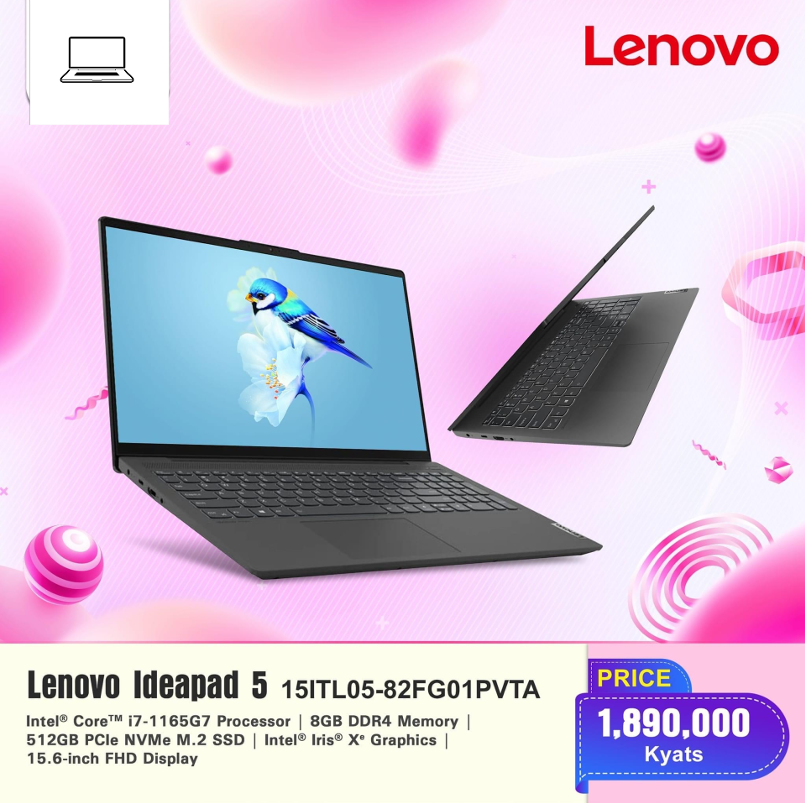 Lenovo
Lenovo Ideapad 5 15ITL05-82FG01PVTA
Intel® Core™ i7-1165G7 Processor | 8GB DDR4 Memory |
512GB PCIe NVMe M.2 SSD | Intel® Iris® Xᵉ Graphics |
15.6-inch FHD Display
PRICE
1,890,000
Kyats